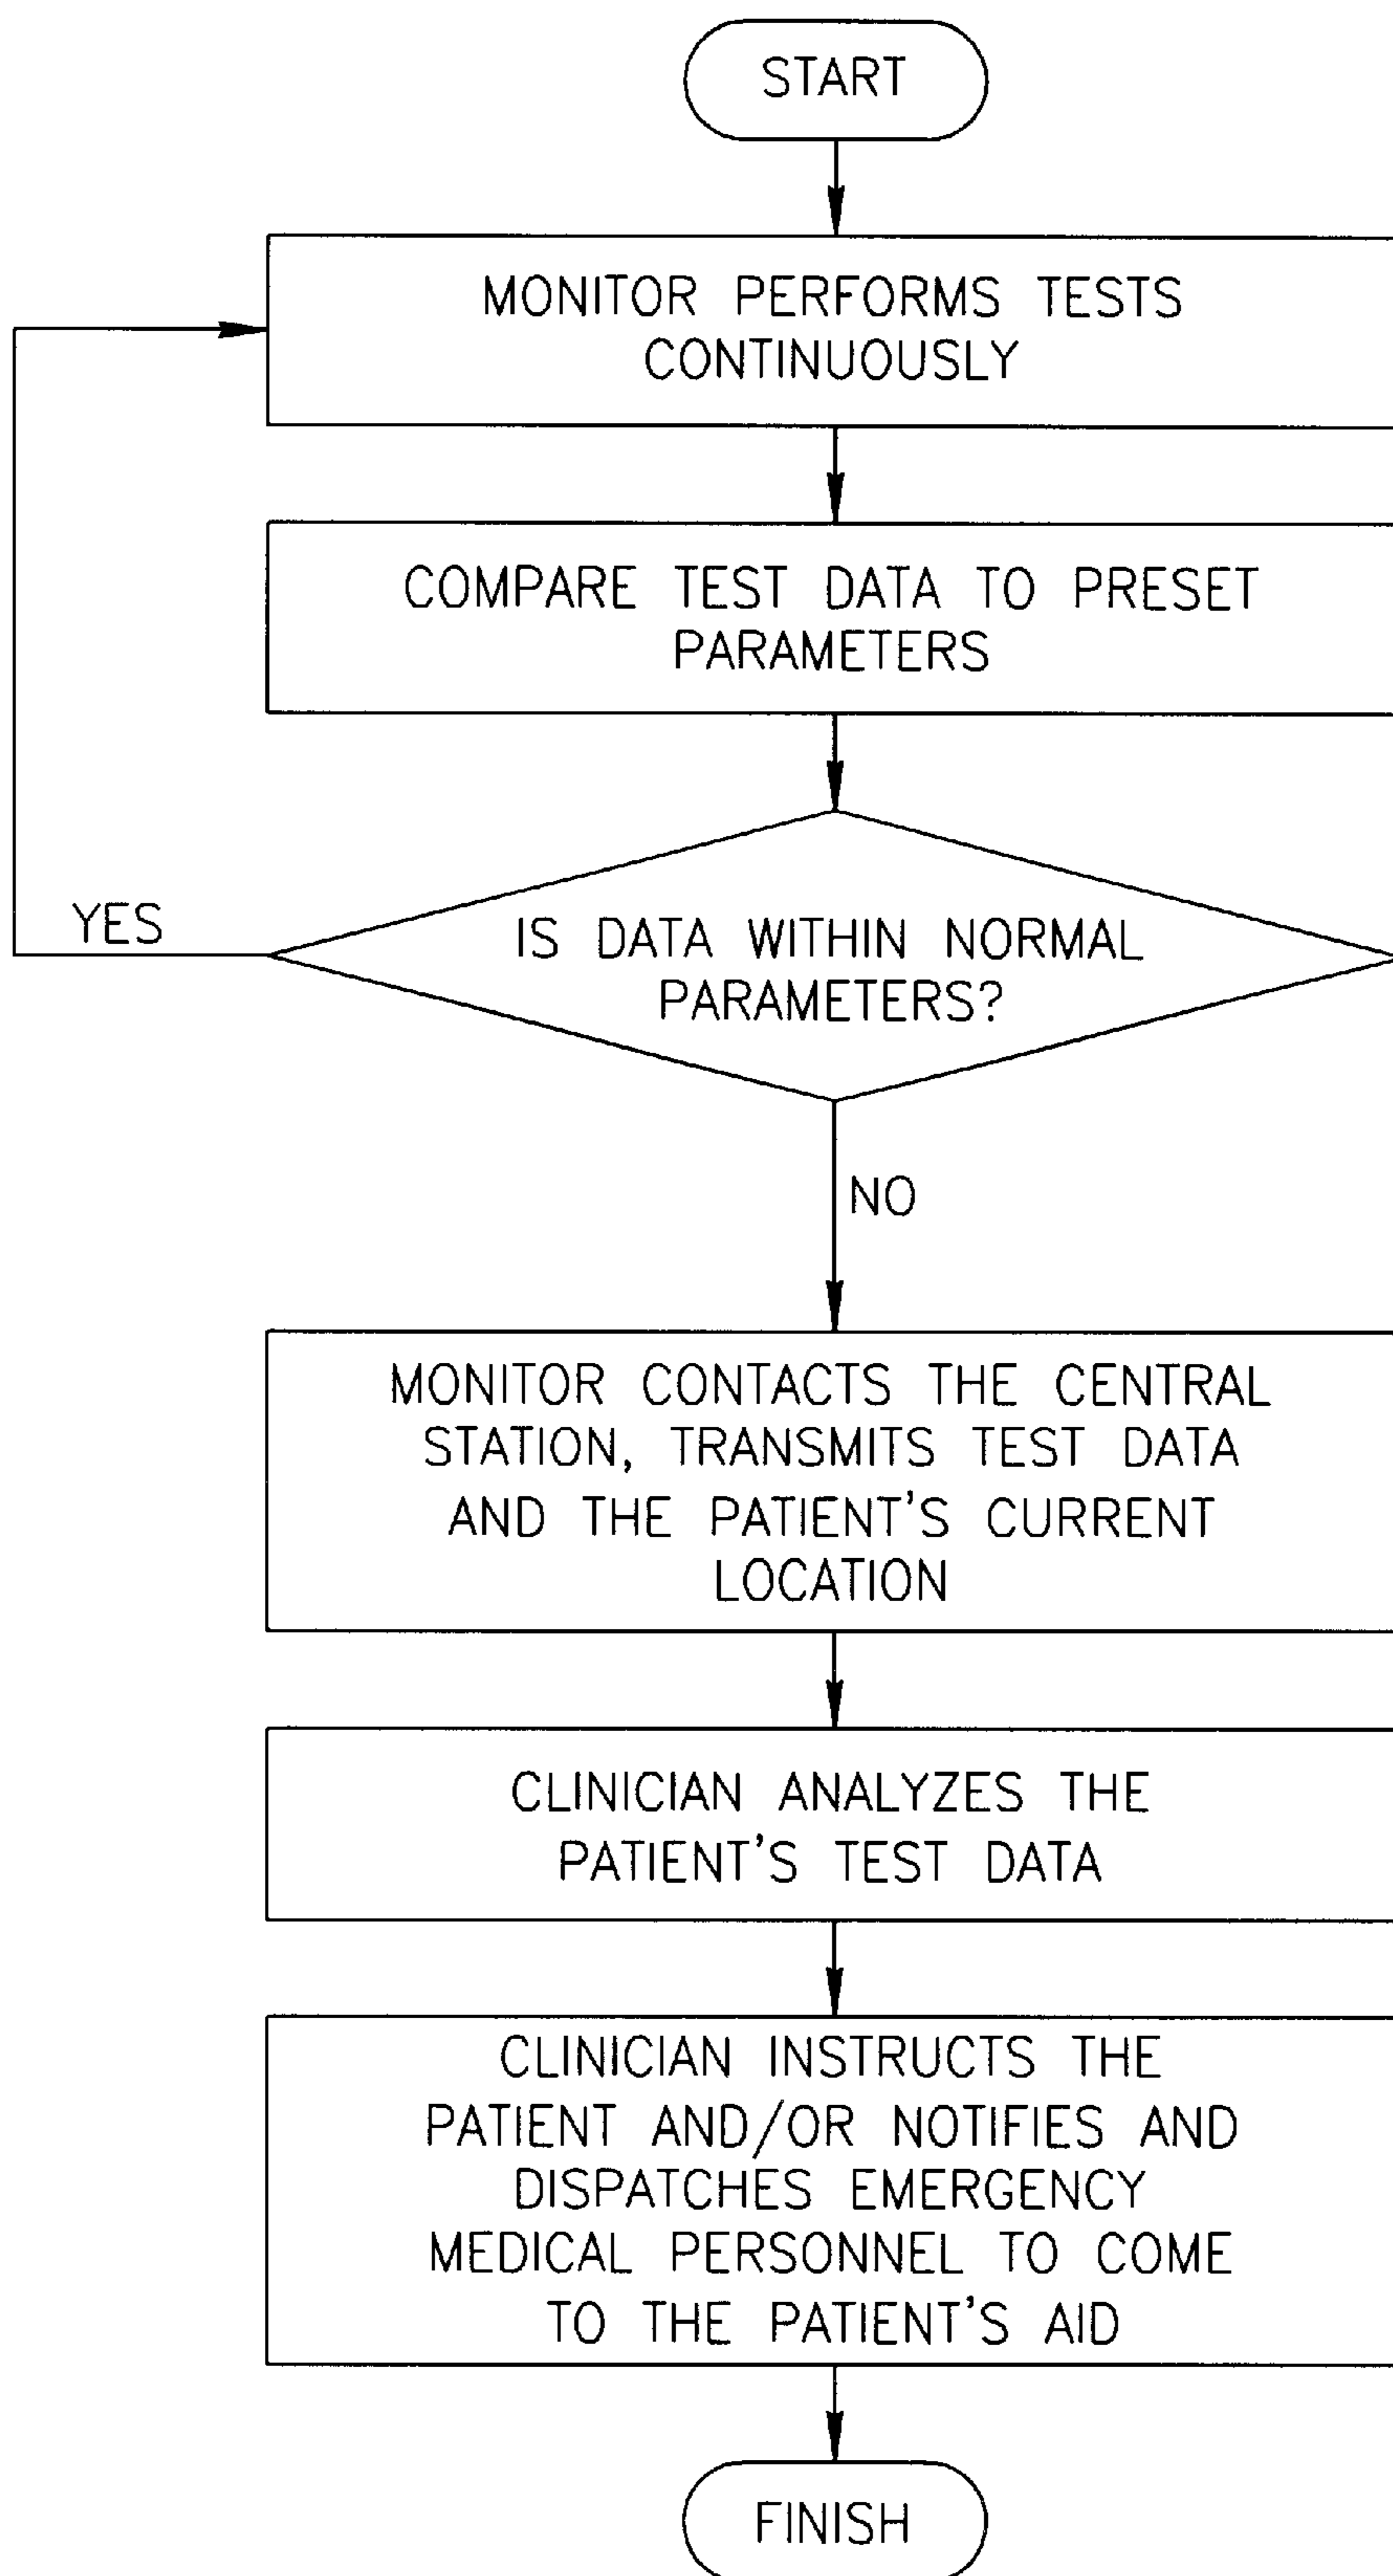 START
MONITOR PERFORMS TESTS
CONTINUOUSLY
COMPARE TEST DATA TO PRESET
PARAMETERS
IS DATA WITHIN NORMAL
PARAMETERS?
YES
NO
MONITOR CONTACTS THE CENTRAL
STATION, TRANSMITS TEST DATA
AND THE PATIENT'S CURRENT
LOCATION
CLINICIAN ANALYZES THE
PATIENT'S TEST DATA
CLINICIAN INSTRUCTS THE
PATIENT AND/OR NOTIFIES AND
DISPATCHES EMERGENCY
MEDICAL PERSONNEL TO COME
TO THE PATIENT'S AID
FINISH